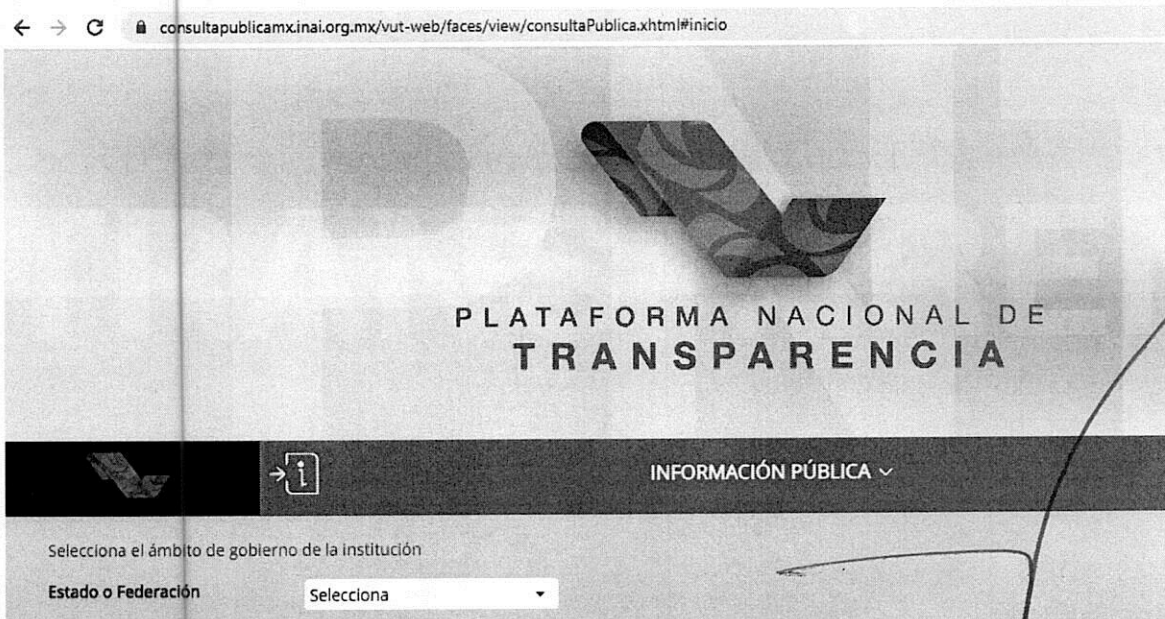 consultapublicamx.inai.org.mx/vut-web/faces/view/consultaPublica.xhtml#inicio
PLATAFORMA NACIONAL DE
TRANSPARENCIA
INFORMACIÓN PÚBLICA
Selecciona el ámbito de gobierno de la institución
Estado o Federación Selecciona